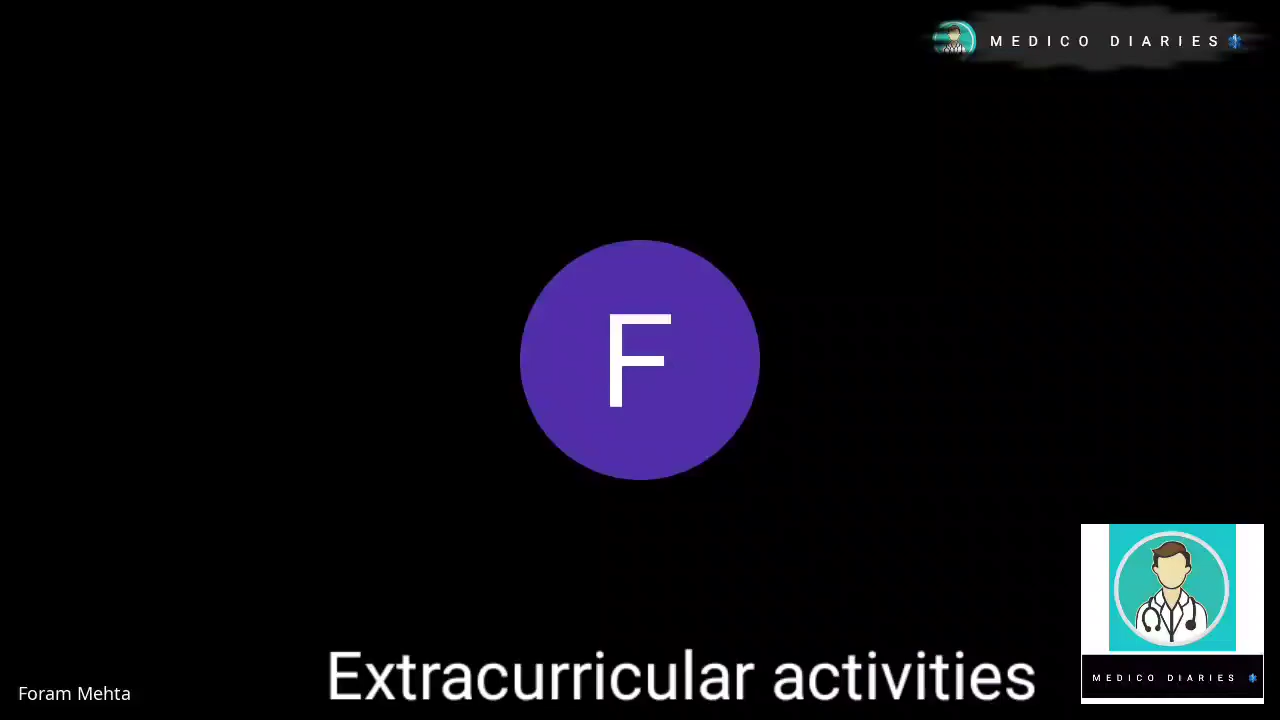 MEDICO DIARIES
F
Extracurricular activities
Foram Mehta
MEDICO DIARIES